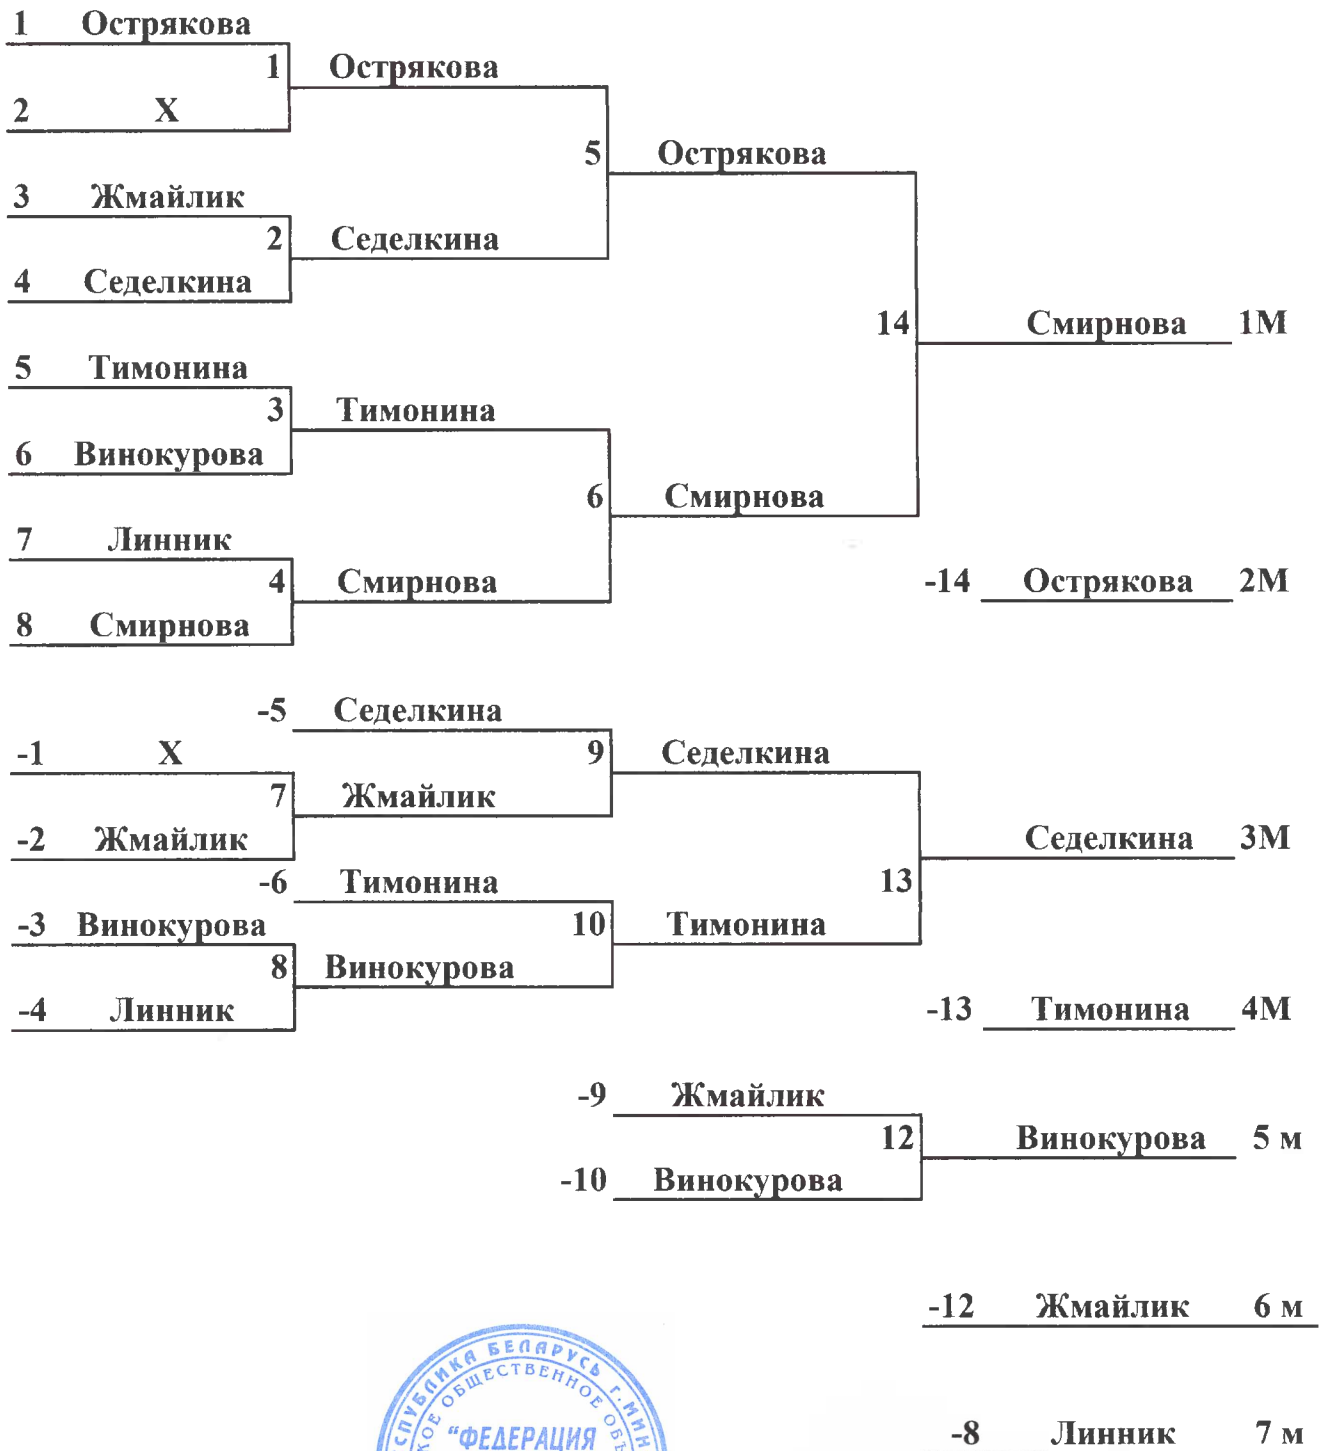 1 Острякова
1 Острякова
2 X
5 Острякова
3 Жмайлик
2 Седелкина
4 Седелкина
14 Смирнова 1М
5 Тимонина
3 Тимонина
6 Винокурова
6 Смирнова
7 Линник
4 Смирнова
-14 Острякова 2М
8 Смирнова
-5 Седелкина
-1 X
9 Седелкина
7 Жмайлик
-2 Жмайлик
Седелкина 3М
-6 Тимонина
13
-3 Винокурова
10 Тимонина
8 Винокурова
-4 Линник
-13 Тимонина 4М
-9 Жмайлик
12 Винокурова 5 м
-10 Винокурова
-12 Жмайлик 6 м
БЕЛАРУСЬ
"ФЕДЕРАЦИЯ
-8 Линник 7 м